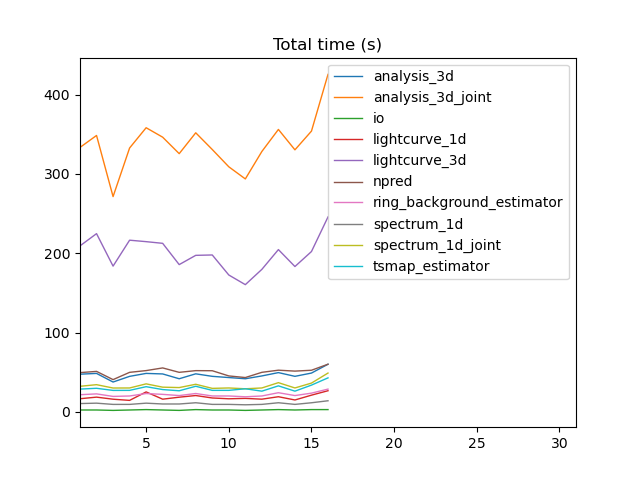 Total time (s)
400
300
200
100
0
5
10
15
20
25
30
analysis_3d
analysis_3d_joint
io
lightcurve_1d
lightcurve_3d
npred
ring_background_estimator
spectrum_1d
spectrum_1d_joint
tsmap_estimator